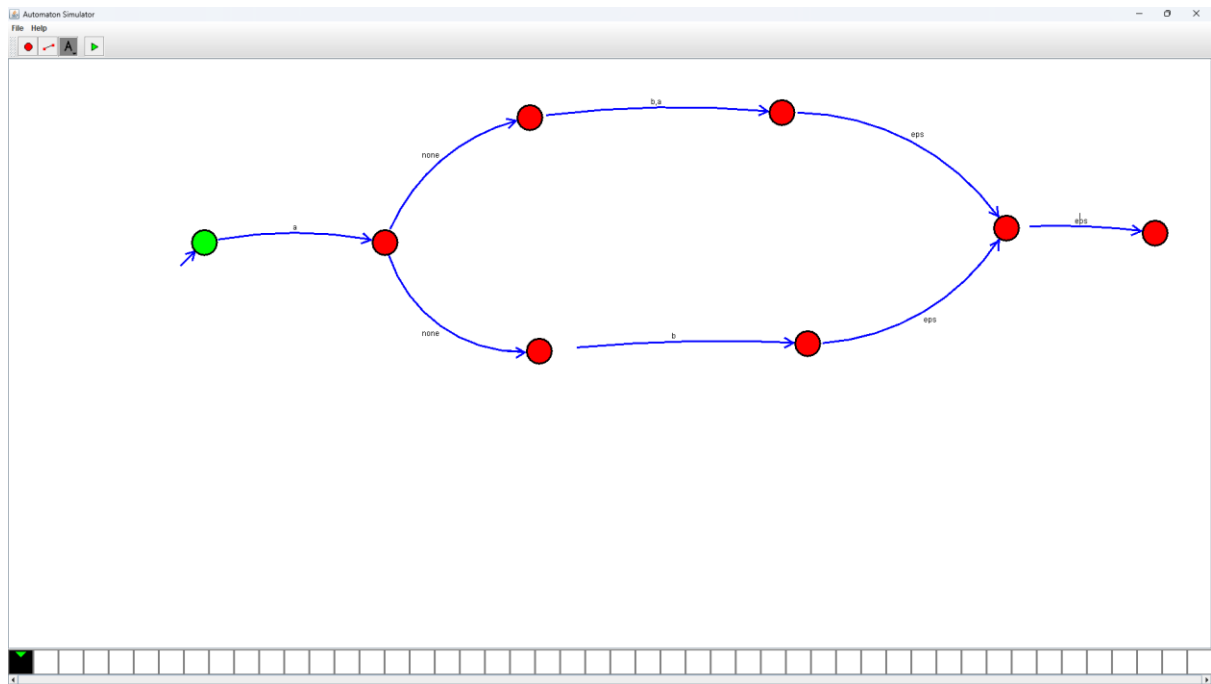 Automaton Simulator
File Help
A
b,a
eps
none
eps
a
none
eps
b